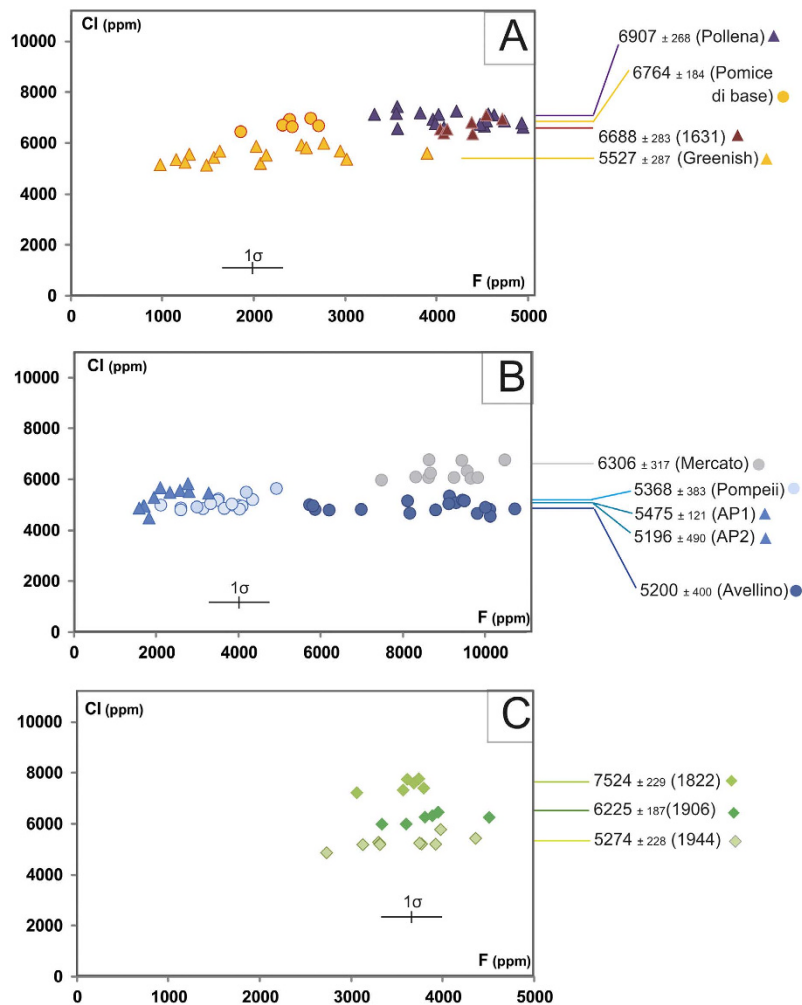 Cl (ppm)
A
12000
10000
8000
6000
4000
2000
0
1σ
F (ppm)
0
1000
2000
3000
4000
5000
6907 ± 268 (Pollena)
6764 ± 184 (Pomice
di base)
6688 ± 283 (1631)
5527 ± 287 (Greenish)
Cl (ppm)
B
10000
8000
6000
4000
2000
0
1σ
F (ppm)
0
2000
4000
6000
8000
10000
6306 ± 317 (Mercato)
5368 ± 383 (Pompeii)
5475 ± 121 (AP1)
5196 ± 490 (AP2)
5200 ± 400 (Avellino)
Cl (ppm)
C
10000
8000
6000
4000
2000
0
1σ
F (ppm)
0
1000
2000
3000
4000
5000
7524 ± 229 (1822)
6225 ± 187(1906)
5274 ± 228 (1944)